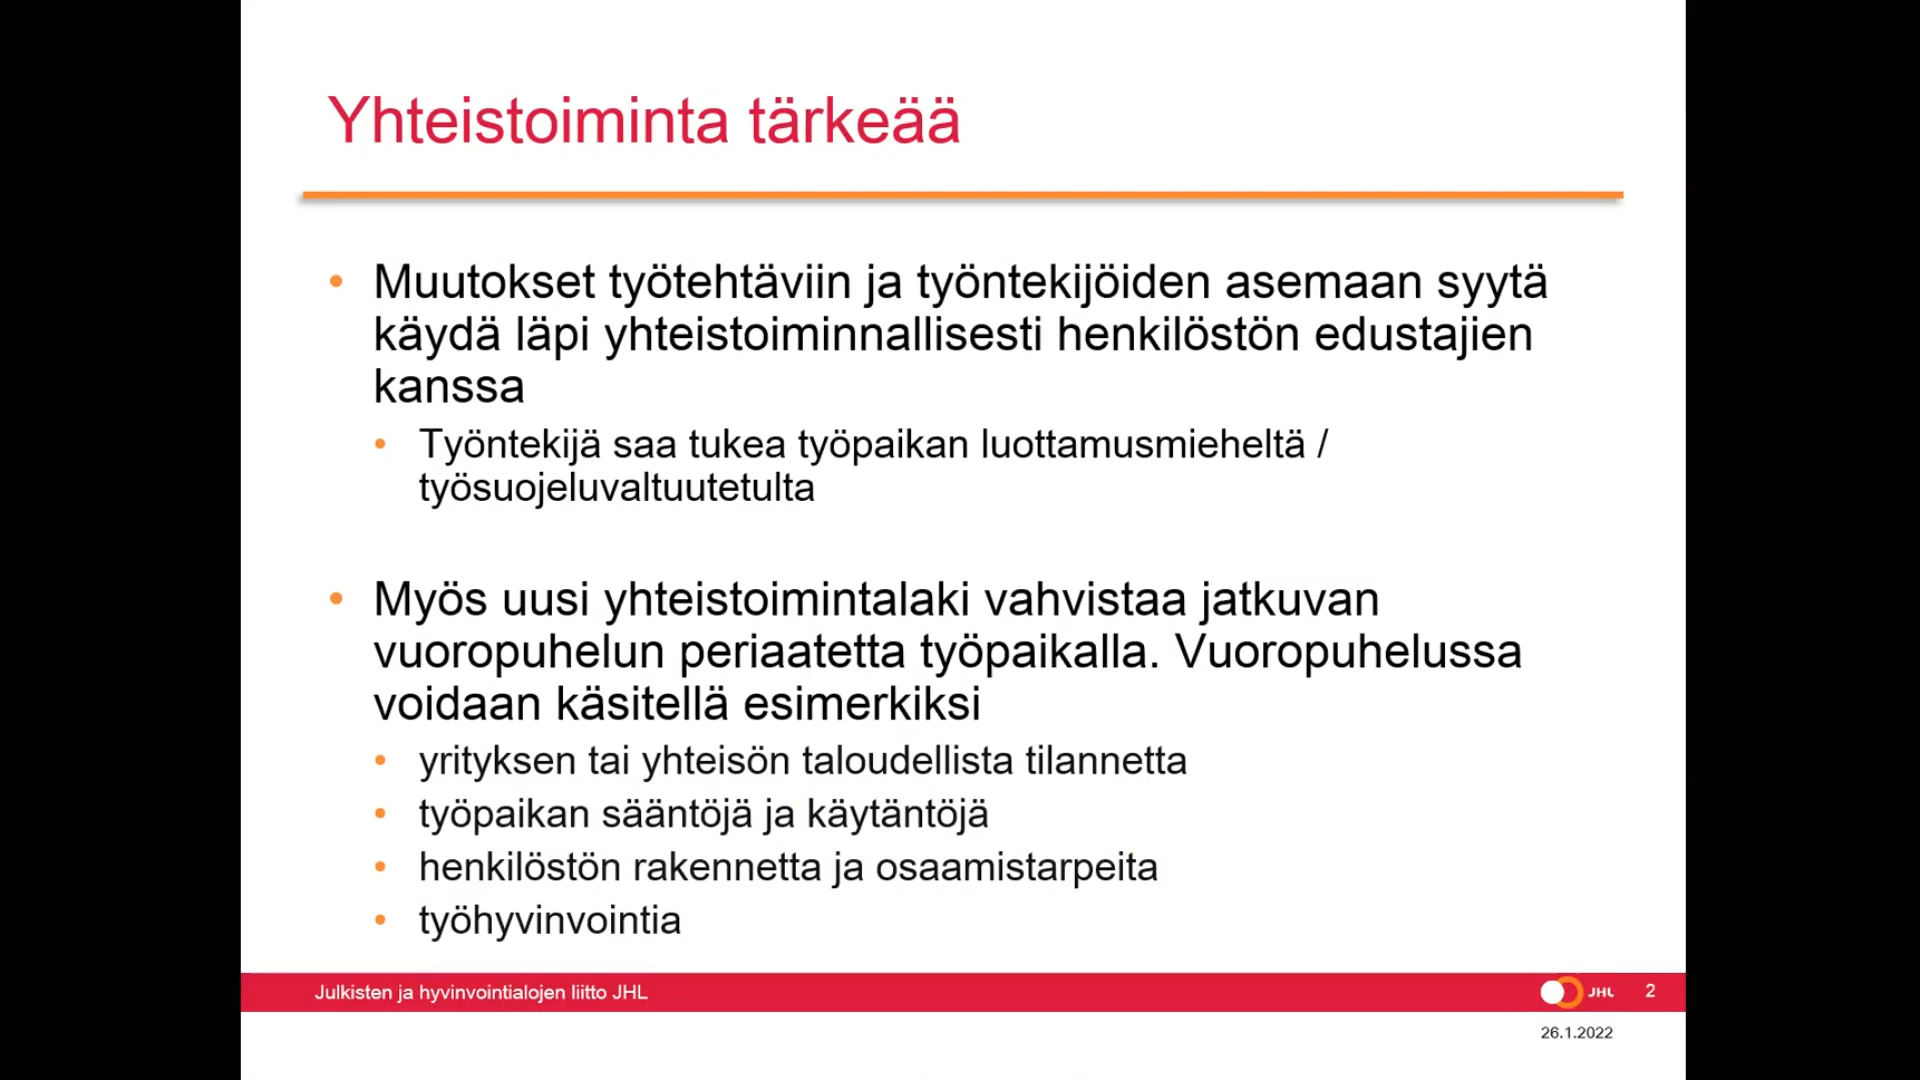 Yhteistoiminta tärkeää
• Muutokset työtehtäviin ja työntekijöiden asemaan syytä
käydä läpi yhteistoiminnallisesti henkilöstön edustajien
kanssa
• Työntekijä saa tukea työpaikan luottamusmieheltä /
työsuojeluvaltuutetulta
• Myös uusi yhteistoimintalaki vahvistaa jatkuvan
vuoropuhelun periaatetta työpaikalla. Vuoropuhelussa
voidaan käsitellä esimerkiksi
• yrityksen tai yhteisön taloudellista tilannetta
• työpaikan sääntöjä ja käytäntöjä
• henkilöstön rakennetta ja osaamistarpeita
• työhyvinvointia
Julkisten ja hyvinvointialojen liitto JHL
JHL 2
26.1.2022